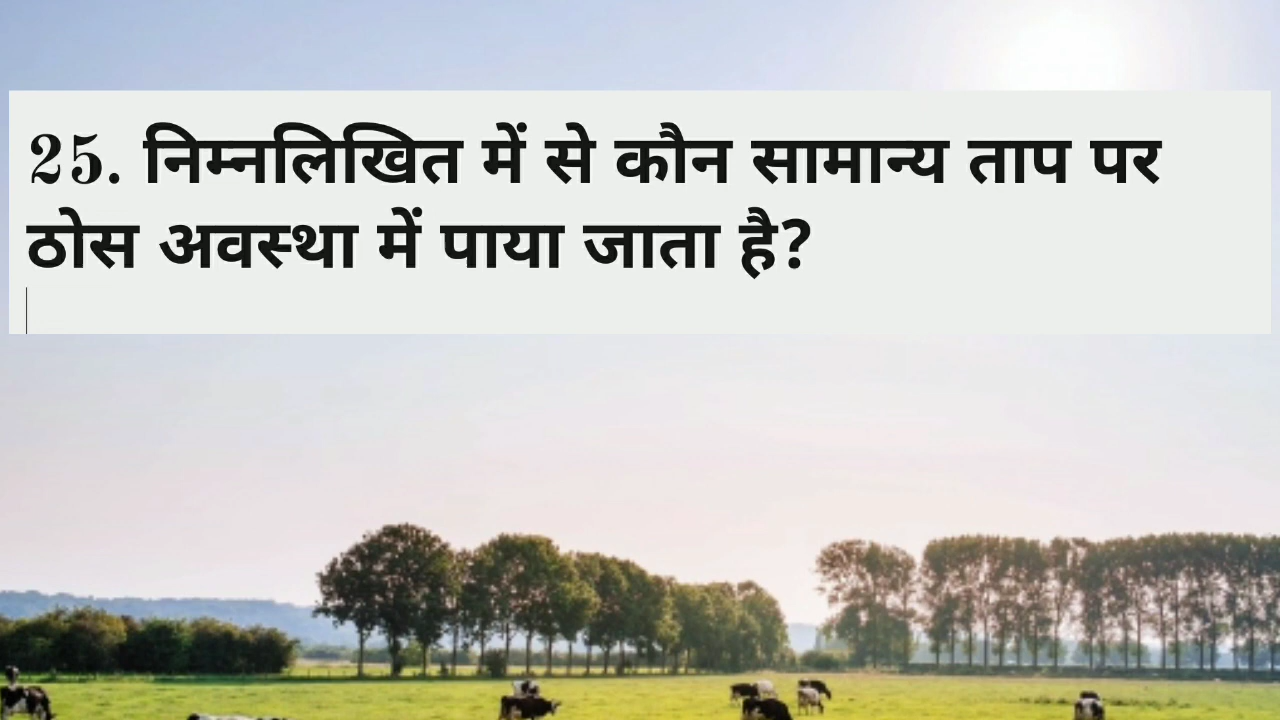 25. निम्नलिखित में से कौन सामान्य ताप पर
ठोस अवस्था में पाया जाता है?